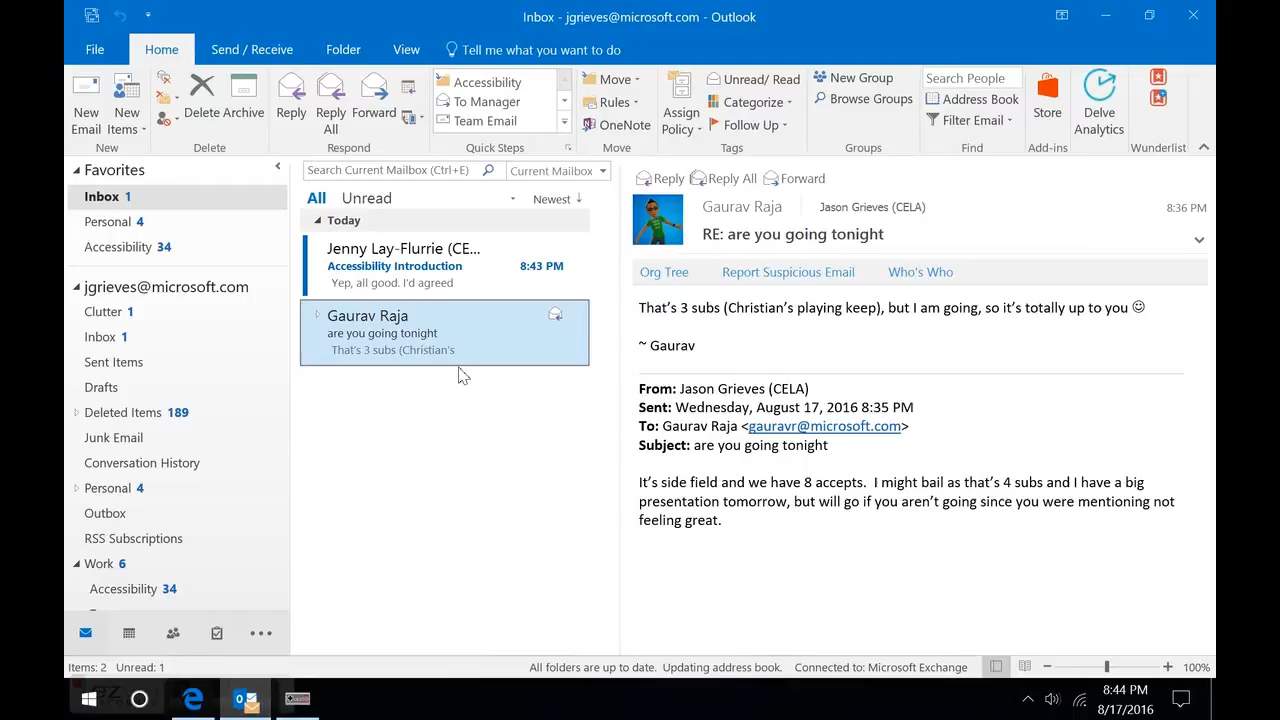 Inbox - jgrieves@microsoft.com - Outlook
File Home Send / Receive Folder View Tell me what you want to do
New Email
New Items
New
Delete
Archive
Delete
Reply
Reply All
Forward
Respond
Accessibility
To Manager
Team Email
Quick Steps
Move
Rules
OneNote
Move
Assign Policy
Unread/ Read
Categorize
Follow Up
Tags
New Group
Browse Groups
Groups
Search People
Address Book
Filter Email
Find
Store
Add-ins
Delve Analytics
Wunderlist
Favorites
Inbox 1
Personal 4
Accessibility 34
jgrieves@microsoft.com
Clutter 1
Inbox 1
Sent Items
Drafts
Deleted Items 189
Junk Email
Conversation History
Personal 4
Outbox
RSS Subscriptions
Work 6
Accessibility 34
Search Current Mailbox (Ctrl+E) Current Mailbox
All Unread Newest
Today
Jenny Lay-Flurrie (CE...
Accessibility Introduction 8:43 PM
Yep, all good. I'd agreed
Gaurav Raja
are you going tonight
That's 3 subs (Christian's
Reply Reply All Forward
Gaurav Raja Jason Grieves (CELA) 8:36 PM
RE: are you going tonight
Org Tree Report Suspicious Email Who's Who
That's 3 subs (Christian's playing keep), but I am going, so it's totally up to you ☺
~ Gaurav
From: Jason Grieves (CELA)
Sent: Wednesday, August 17, 2016 8:35 PM
To: Gaurav Raja <gauravr@microsoft.com>
Subject: are you going tonight
It's side field and we have 8 accepts. I might bail as that's 4 subs and I have a big
presentation tomorrow, but will go if you aren't going since you were mentioning not
feeling great.
Items: 2 Unread: 1 All folders are up to date. Updating address book. Connected to: Microsoft Exchange 100%
8:44 PM
8/17/2016